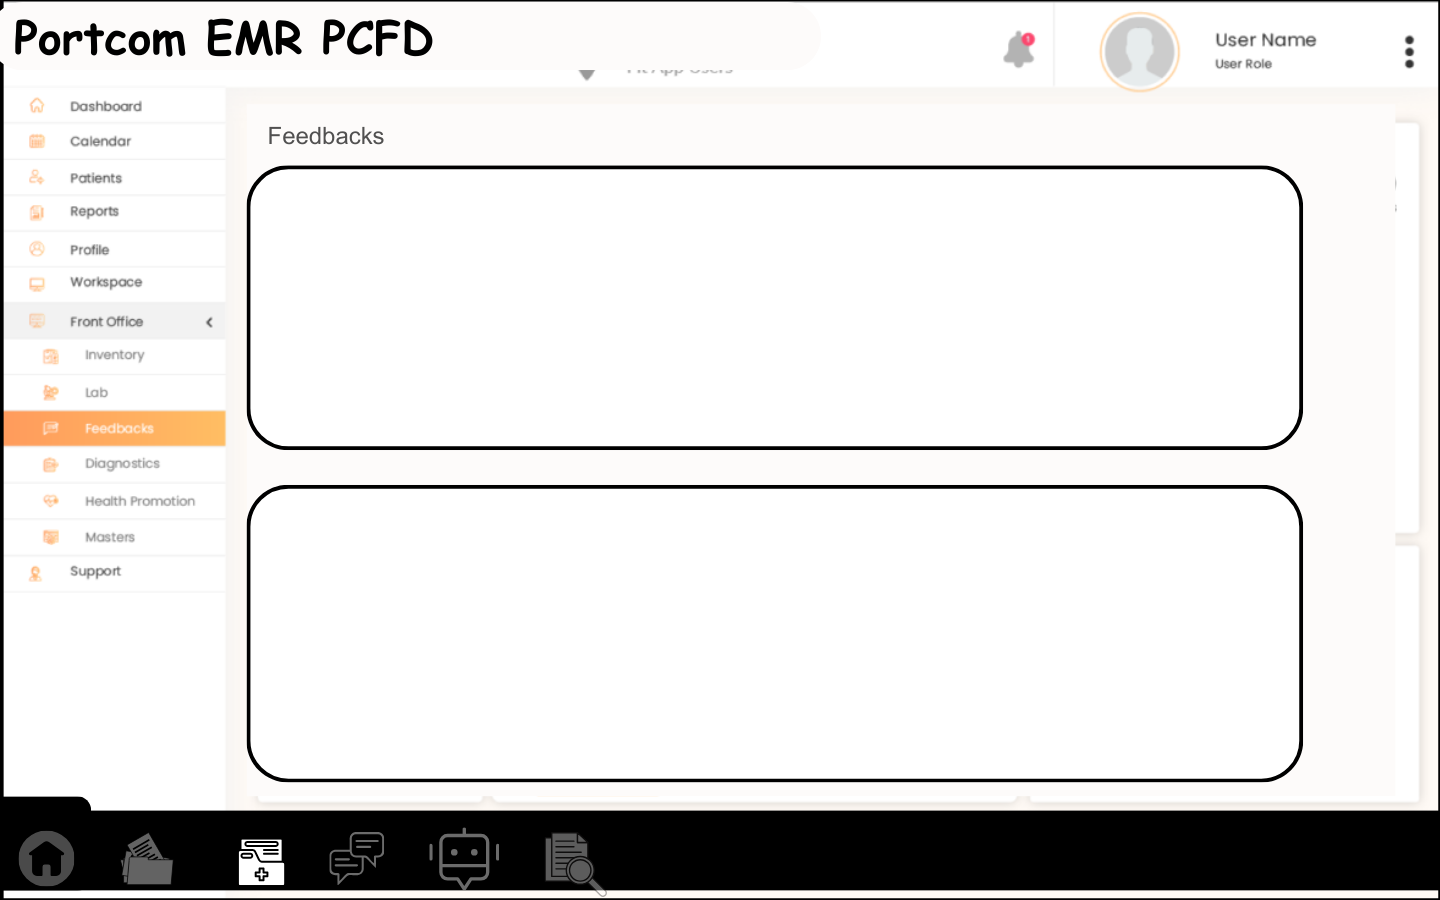 Portcom EMR PCFD
User Name
User Role
Dashboard
Calendar
Patients
Reports
Profile
Workspace
Front Office
Inventory
Lab
Feedbacks
Diagnostics
Health Promotion
Masters
Support
Feedbacks